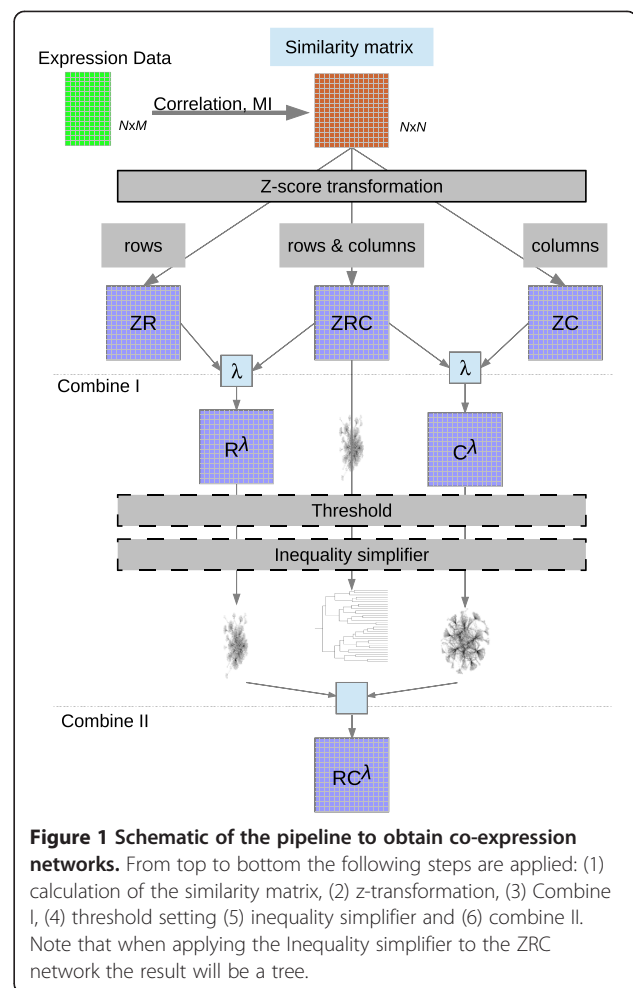 Similarity matrix
Expression Data
Correlation, MI
NxM
NxN
Z-score transformation
rows
rows & columns
columns
ZR
ZRC
ZC
λ
λ
Combine I
Rλ
Cλ
Threshold
Inequality simplifier
Combine II
RCλ
Figure 1 Schematic of the pipeline to obtain co-expression
networks. From top to bottom the following steps are applied: (1)
calculation of the similarity matrix, (2) z-transformation, (3) Combine
I, (4) threshold setting (5) inequality simplifier and (6) combine II.
Note that when applying the Inequality simplifier to the ZRC
network the result will be a tree.